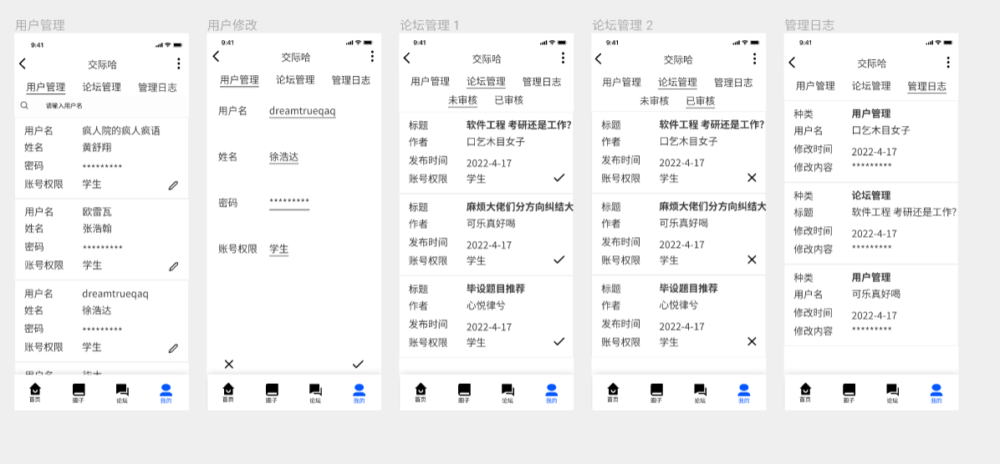 用户管理
9:41
交际哈
用户管理 论坛管理 管理日志
请输入用户名
用户名 疯人院的疯人疯语
姓名 黄舒翔
密码 *********
账号权限 学生
用户名 欧雷瓦
姓名 张浩翰
密码 *********
账号权限 学生
用户名 dreamtrueqaq
姓名 徐浩达
密码 *********
账号权限 学生
首页 圈子 论坛 我的
用户修改
9:41
交际哈
用户管理 论坛管理 管理日志
用户名 dreamtrueqaq
姓名 徐浩达
密码 *********
账号权限 学生
首页 圈子 论坛 我的
论坛管理 1
9:41
交际哈
用户管理 论坛管理 管理日志
未审核 已审核
标题 软件工程 考研还是工作?
作者 口艺木目女子
发布时间 2022-4-17
账号权限 学生
标题 麻烦大佬们分方向纠结大
作者 可乐真好喝
发布时间 2022-4-17
账号权限 学生
标题 毕设题目推荐
作者 心悦律兮
发布时间 2022-4-17
账号权限 学生
首页 圈子 论坛 我的
论坛管理 2
9:41
交际哈
用户管理 论坛管理 管理日志
未审核 已审核
标题 软件工程 考研还是工作?
作者 口艺木目女子
发布时间 2022-4-17
账号权限 学生
标题 麻烦大佬们分方向纠结大
作者 可乐真好喝
发布时间 2022-4-17
账号权限 学生
标题 毕设题目推荐
作者 心悦律兮
发布时间 2022-4-17
账号权限 学生
首页 圈子 论坛 我的
管理日志
9:41
交际哈
用户管理 论坛管理 管理日志
种类 用户管理
用户名 口艺木目女子
修改时间 2022-4-17
修改内容 *********
种类 论坛管理
标题 软件工程 考研还是工作?
修改时间 2022-4-17
修改内容 *********
种类 用户管理
用户名 可乐真好喝
修改时间 2022-4-17
修改内容 *********
首页 圈子 论坛 我的